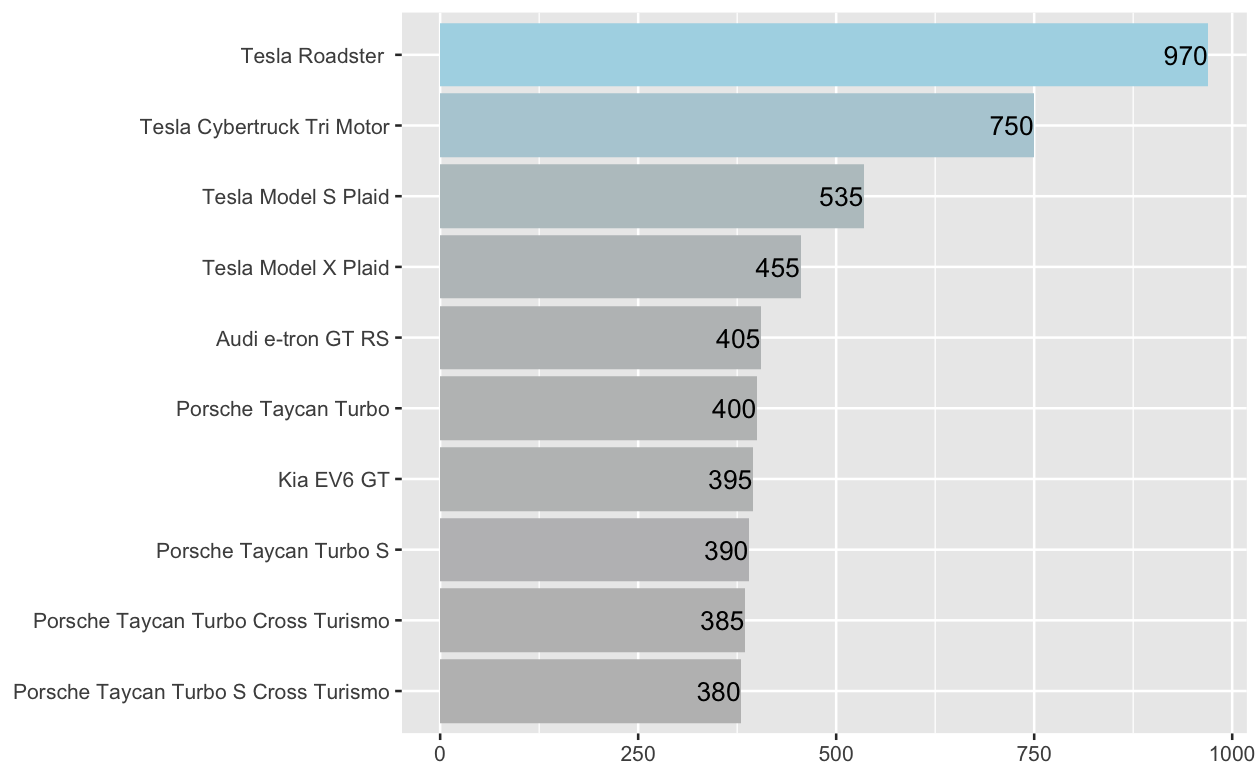 Tesla Roadster 970
Tesla Cybertruck Tri Motor 750
Tesla Model S Plaid 535
Tesla Model X Plaid 455
Audi e-tron GT RS 405
Porsche Taycan Turbo 400
Kia EV6 GT 395
Porsche Taycan Turbo S 390
Porsche Taycan Turbo Cross Turismo 385
Porsche Taycan Turbo S Cross Turismo 380
0 250 500 750 1000